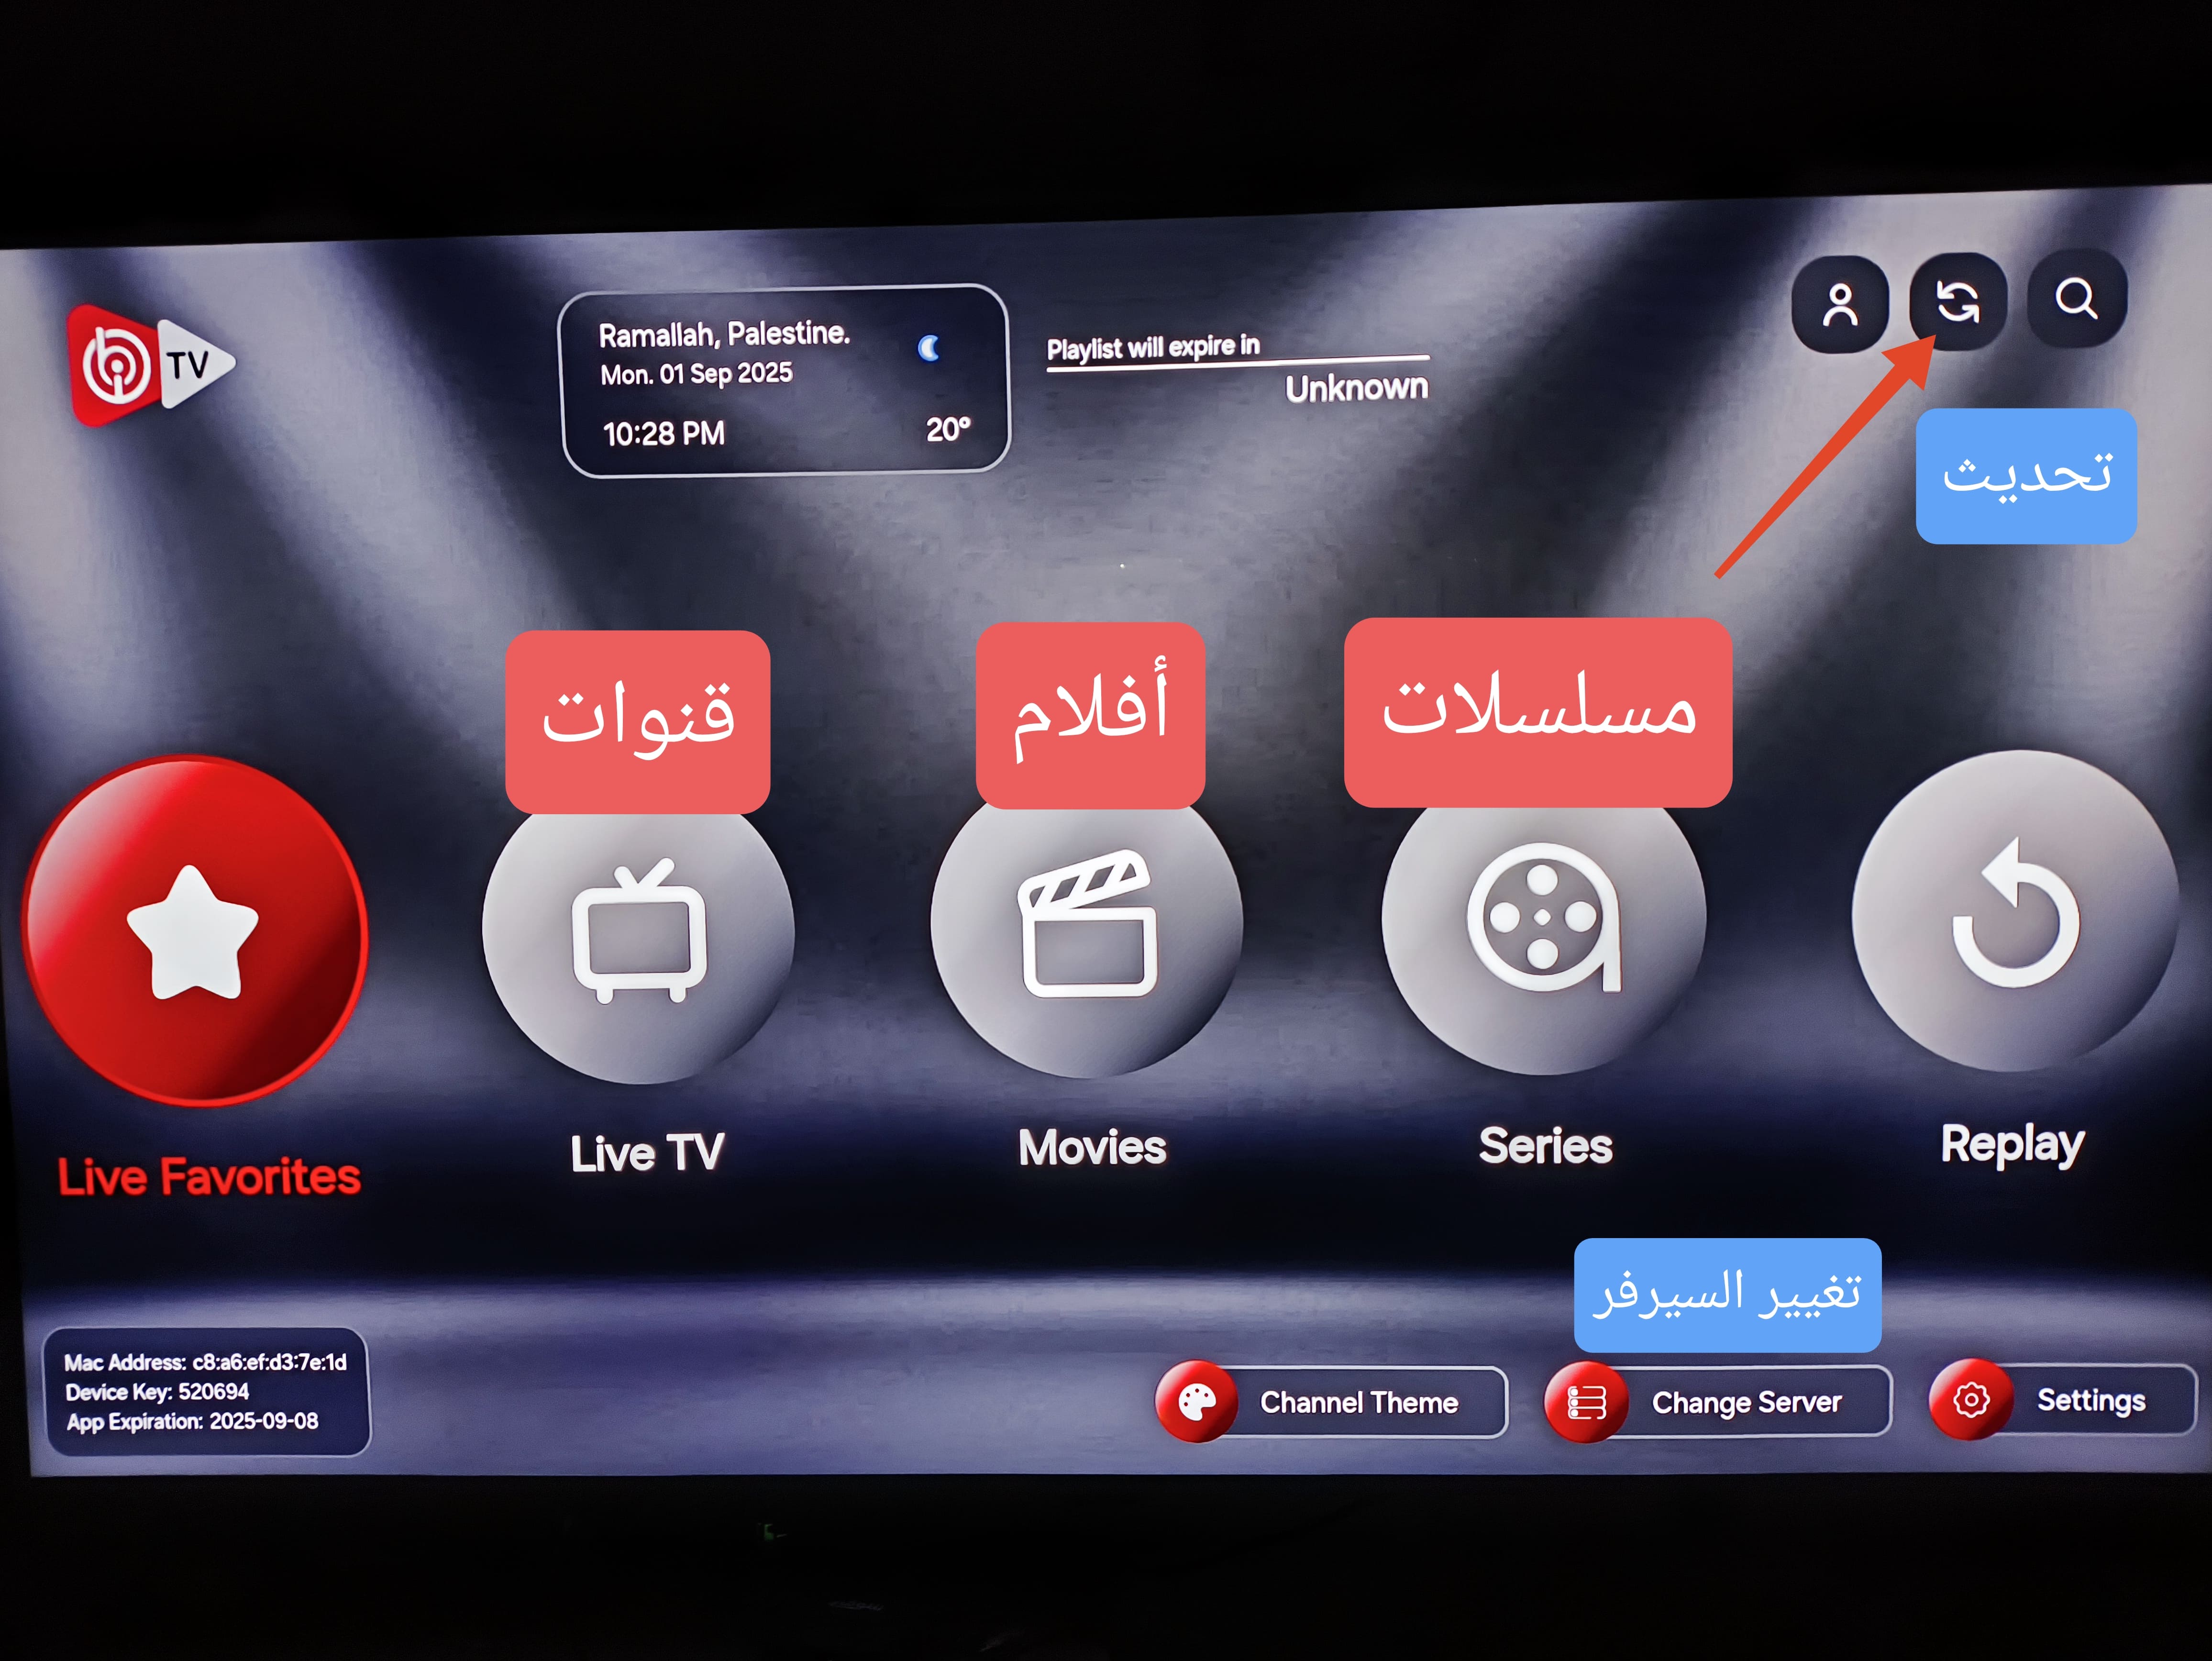 TV
Ramallah, Palestine.
Mon. 01 Sep 2025
10:28 PM
20°
Playlist will expire in
Unknown
تحديث
قنوات
أفلام
مسلسلات
Live Favorites
Live TV
Movies
Series
Replay
تغيير السيرفر
Mac Address: c8:a6:ef:d3:7e:1d
Device Key: 520694
App Expiration: 2025-09-08
Channel Theme
Change Server
Settings